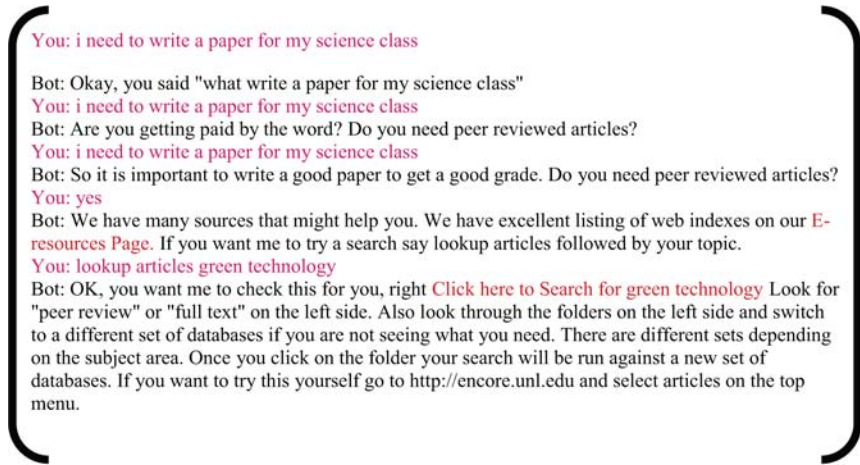 You: i need to write a paper for my science class
Bot: Okay, you said "what write a paper for my science class"
You: i need to write a paper for my science class
Bot: Are you getting paid by the word? Do you need peer reviewed articles?
You: i need to write a paper for my science class
Bot: So it is important to write a good paper to get a good grade. Do you need peer reviewed articles?
You: yes
Bot: We have many sources that might help you. We have excellent listing of web indexes on our E-
resources Page. If you want me to try a search say lookup articles followed by your topic.
You: lookup articles green technology
Bot: OK, you want me to check this for you, right Click here to Search for green technology Look for
"peer review" or "full text" on the left side. Also look through the folders on the left side and switch
to a different set of databases if you are not seeing what you need. There are different sets depending
on the subject area. Once you click on the folder your search will be run against a new set of
databases. If you want to try this yourself go to http://encore.unl.edu and select articles on the top
menu.